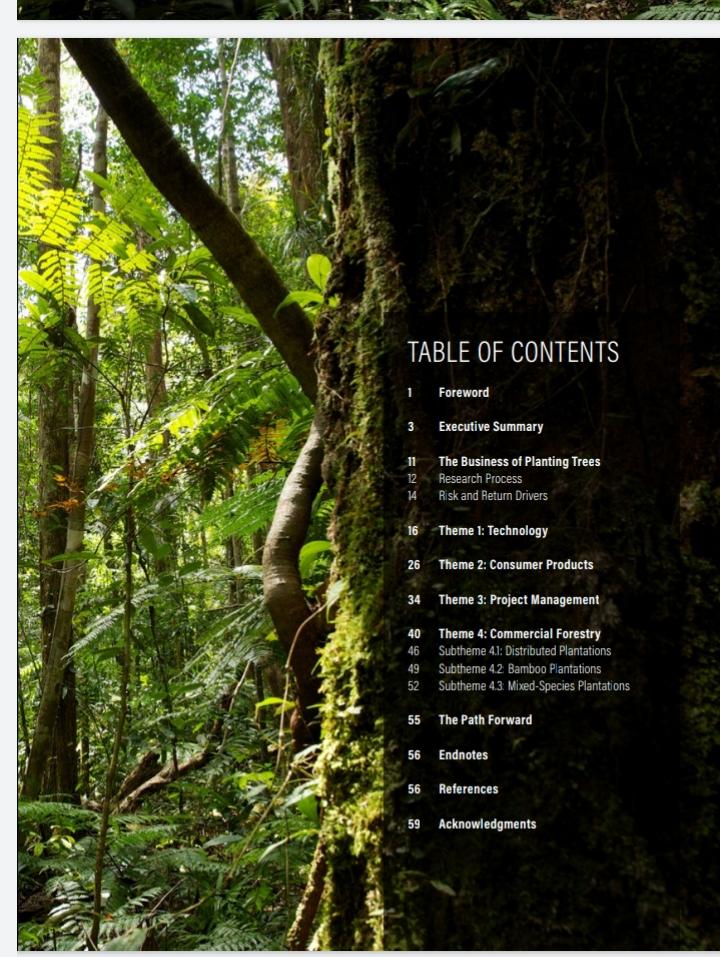 TABLE OF CONTENTS
1 Foreword
3 Executive Summary
11 The Business of Planting Trees
12 Research Process
14 Risk and Return Drivers
16 Theme 1: Technology
26 Theme 2: Consumer Products
34 Theme 3: Project Management
40 Theme 4: Commercial Forestry
46 Subtheme 4.1: Distributed Plantations
49 Subtheme 4.2: Bamboo Plantations
52 Subtheme 4.3: Mixed-Species Plantations
55 The Path Forward
56 Endnotes
56 References
59 Acknowledgments